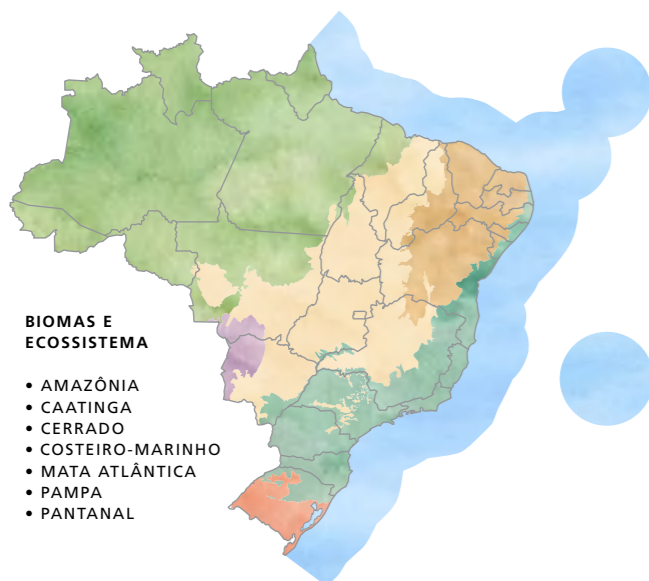 BIOMAS E
ECOSSISTEMA
• AMAZÔNIA
• CAATINGA
• CERRADO
• COSTEIRO-MARINHO
• MATA ATLÂNTICA
• PAMPA
• PANTANAL